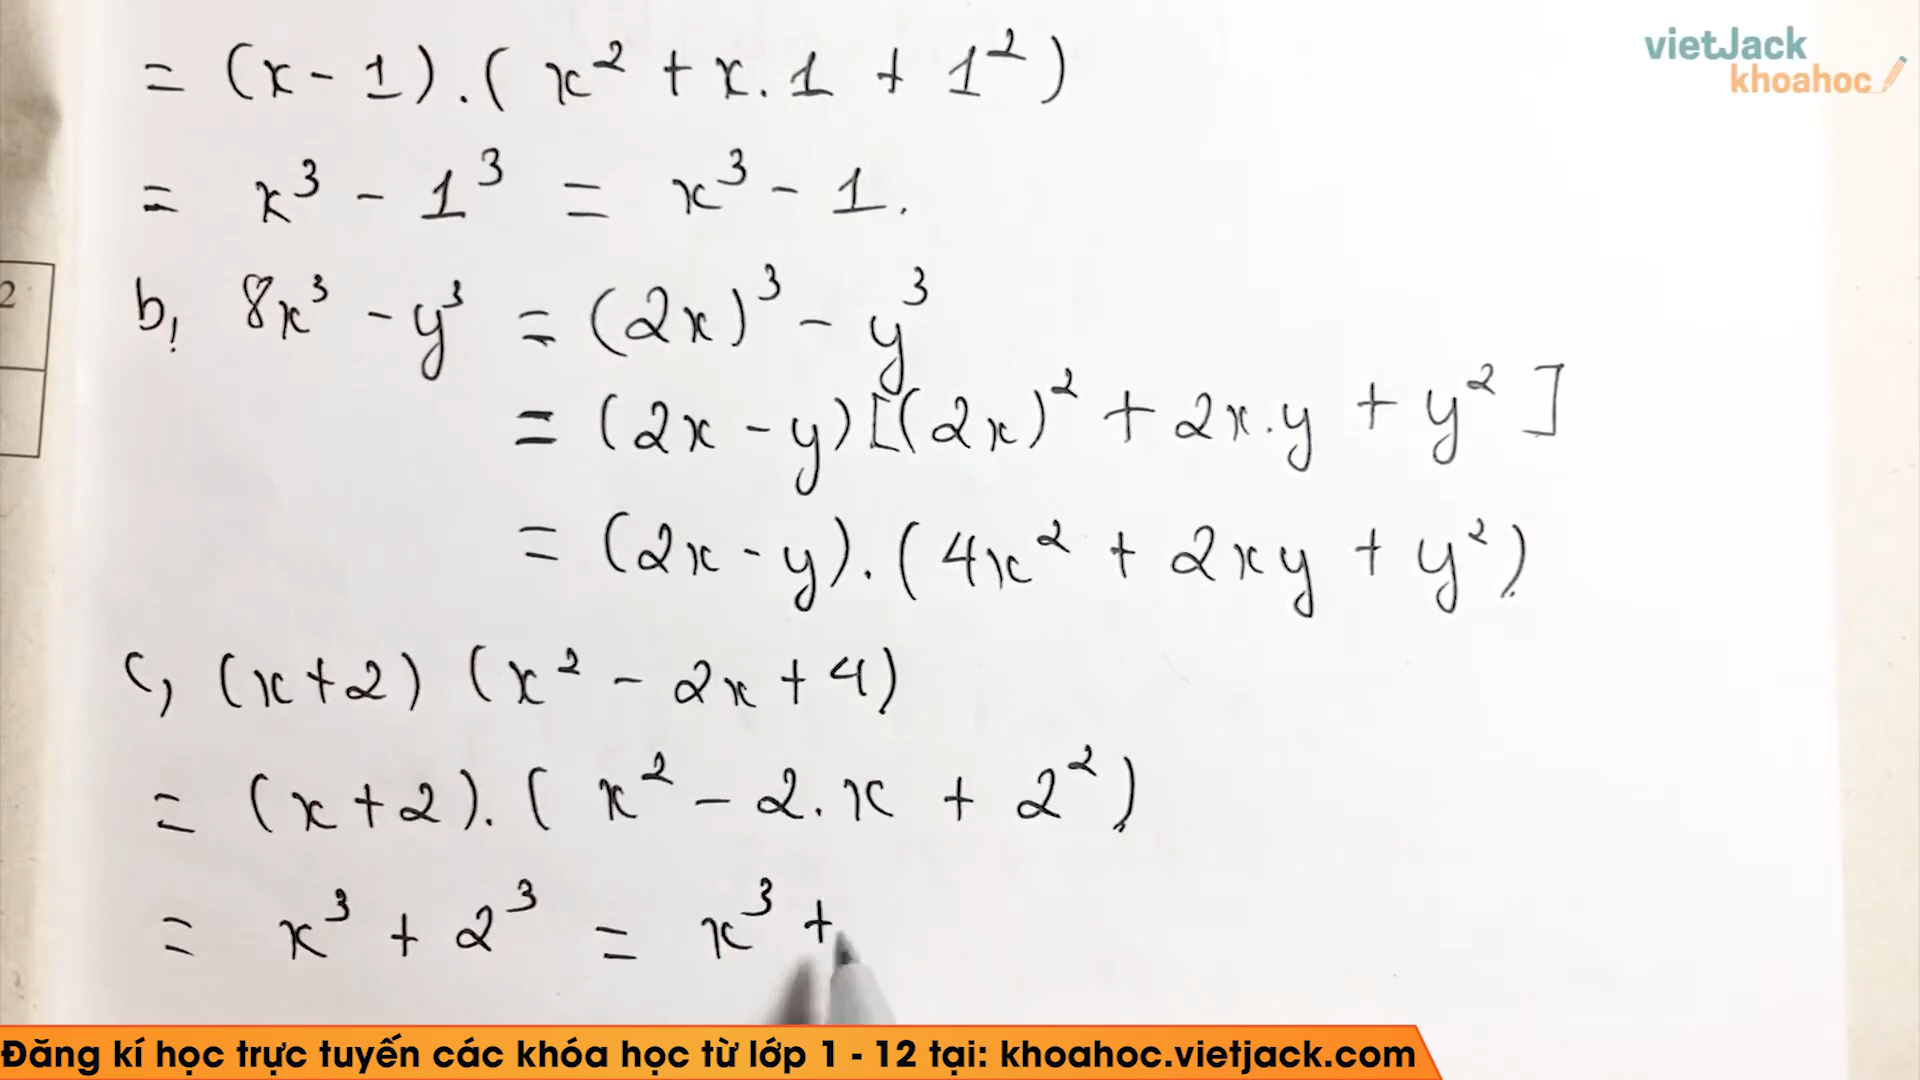 vietJack
khoahoc
= (x - 1).(x² + x.1 + 1²)
= x³ - 1³ = x³ - 1.
2
b, 8x³ - y³ = (2x)³ - y³
= (2x - y)[(2x)² + 2x.y + y²]
= (2x - y).(4x² + 2xy + y²)
c, (x+2) (x² - 2x + 4)
= (x+2).(x² - 2.x + 2²)
= x³ + 2³ = x³ +
Đăng kí học trực tuyến các khóa học từ lớp 1 - 12 tại: khoahoc.vietjack.com